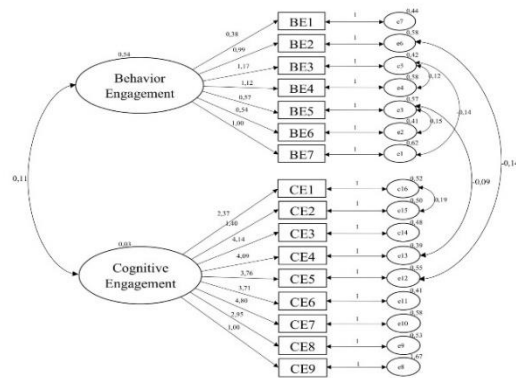 0,54
Behavior
Engagement
0,38
0,99
1,17
1,12
0,57
0,54
1,00
BE1
1
e7
0,44
BE2
1
e6
0,58
BE3
1
e5
0,42
BE4
1
e4
0,58
BE5
1
e3
0,57
BE6
1
e2
0,41
BE7
1
e1
0,62
0,12
0,15
-0,14
0,11
-0,14
-0,09
0,03
Cognitive
Engagement
2,37
4,14
4,09
3,76
3,71
4,80
2,95
1,00
CE1
1
e16
0,52
CE2
1
e15
0,50
CE3
1
e14
0,48
CE4
1
e13
0,39
CE5
1
e12
0,55
CE6
1
e11
0,41
CE7
1
e10
0,58
CE8
1
e9
0,53
CE9
1
e8
1,67
0,19